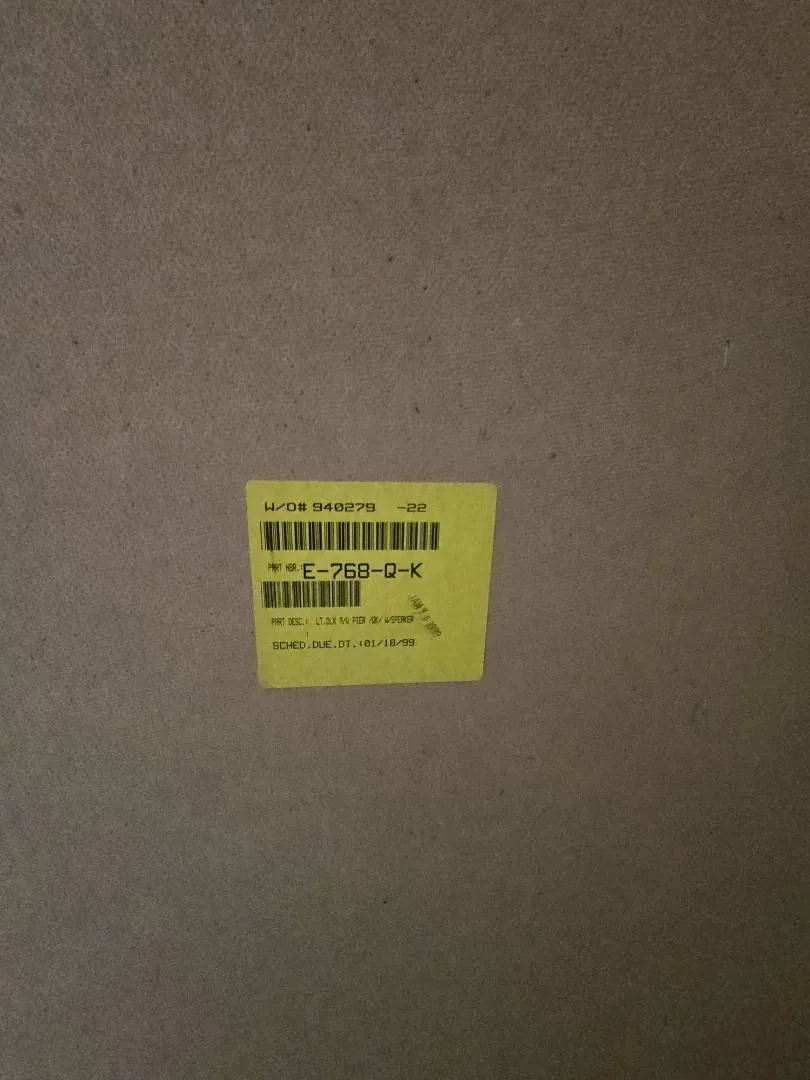 W/O# 940279 -22
PART NBR.: E-768-Q-K
PART DESC.: LT.DLX P/U PIER /QK/ W/SPEAKER
SCHED.DUE.DT.:01/18/99